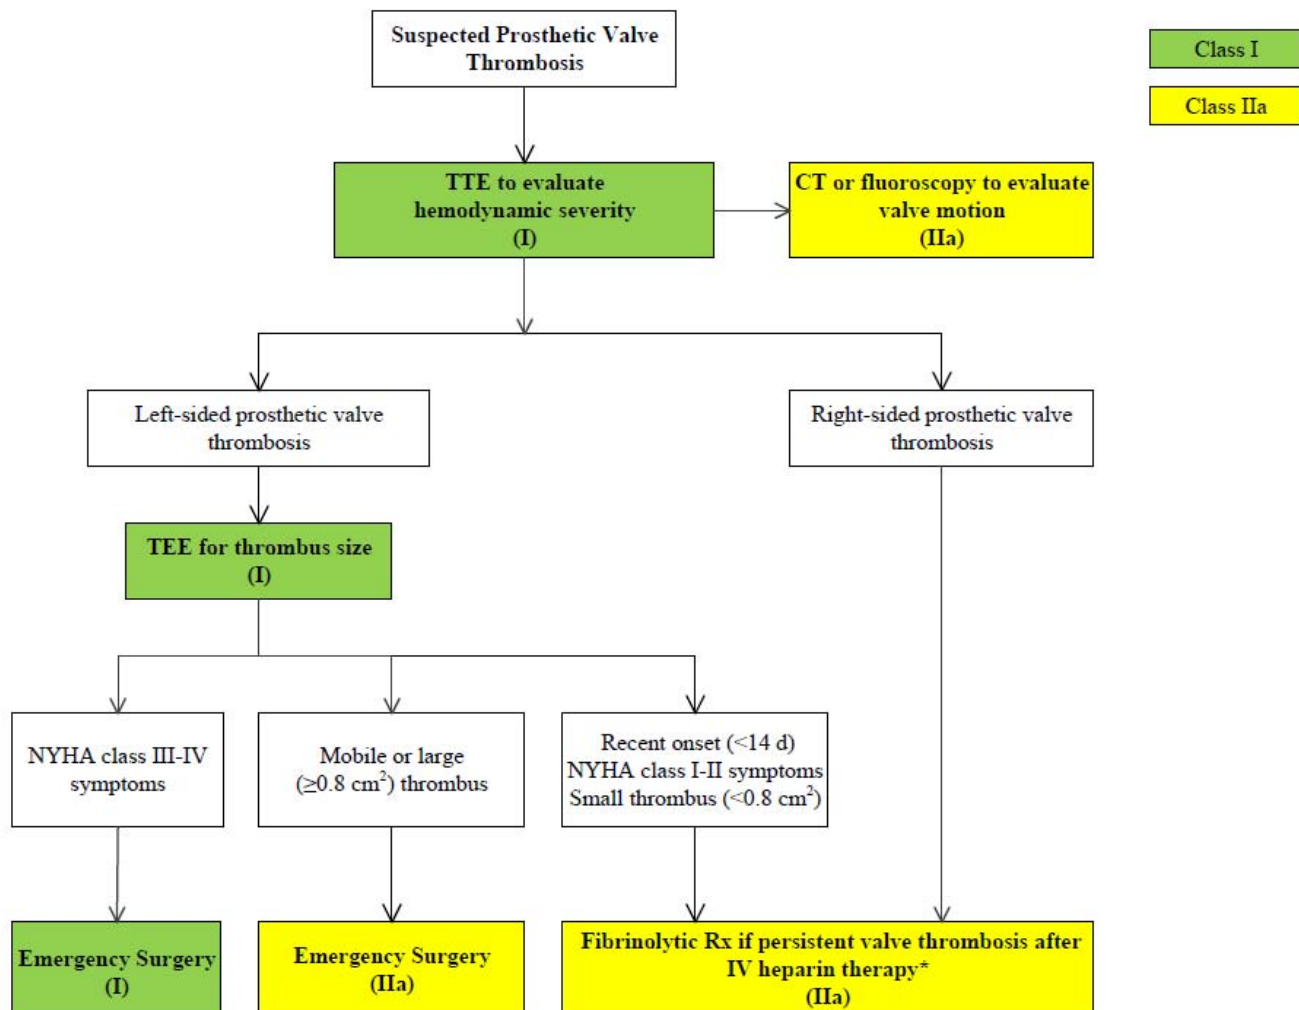 Suspected Prosthetic Valve
Thrombosis
Class I
Class IIa
TTE to evaluate
hemodynamic severity
(I)
CT or fluoroscopy to evaluate
valve motion
(IIa)
Left-sided prosthetic valve
thrombosis
Right-sided prosthetic valve
thrombosis
TEE for thrombus size
(I)
NYHA class III-IV
symptoms
Mobile or large
(≥0.8 cm²) thrombus
Recent onset (<14 d)
NYHA class I-II symptoms
Small thrombus (<0.8 cm²)
Emergency Surgery
(I)
Emergency Surgery
(IIa)
Fibrinolytic Rx if persistent valve thrombosis after
IV heparin therapy*
(IIa)